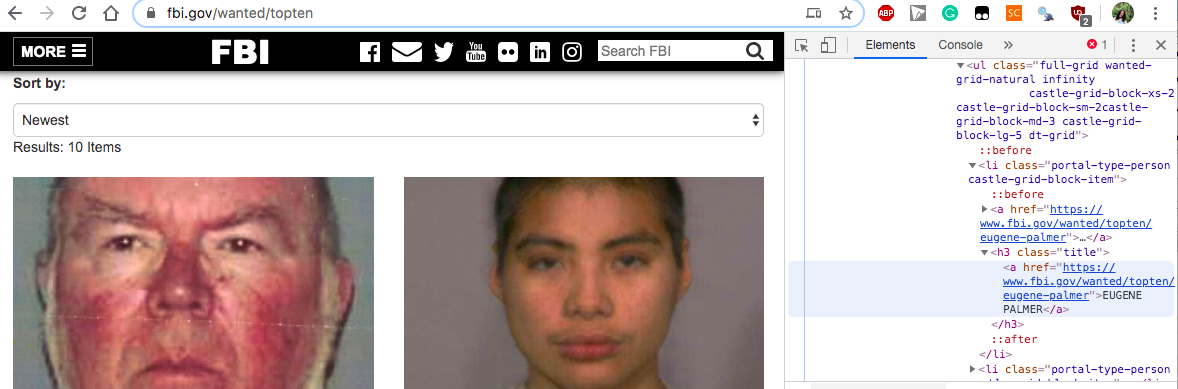 fbi.gov/wanted/topten
ABP
SC
2
MORE
FBI
You
Tube
Search FBI
Sort by:
Newest
Results: 10 Items
Elements
Console
»
1
▼<ul class="full-grid wanted-
grid-natural infinity
castle-grid-block-xs-2
castle-grid-block-sm-2castle-
grid-block-md-3 castle-grid-
block-lg-5 dt-grid">
::before
▼<li class="portal-type-person
castle-grid-block-item">
::before
▶<a href="https://
www.fbi.gov/wanted/topten/
eugene-palmer">…</a>
▼<h3 class="title">
<a href="https://
www.fbi.gov/wanted/topten/
eugene-palmer">EUGENE
PALMER</a>
</h3>
::after
</li>
▶<li class="portal-type-person